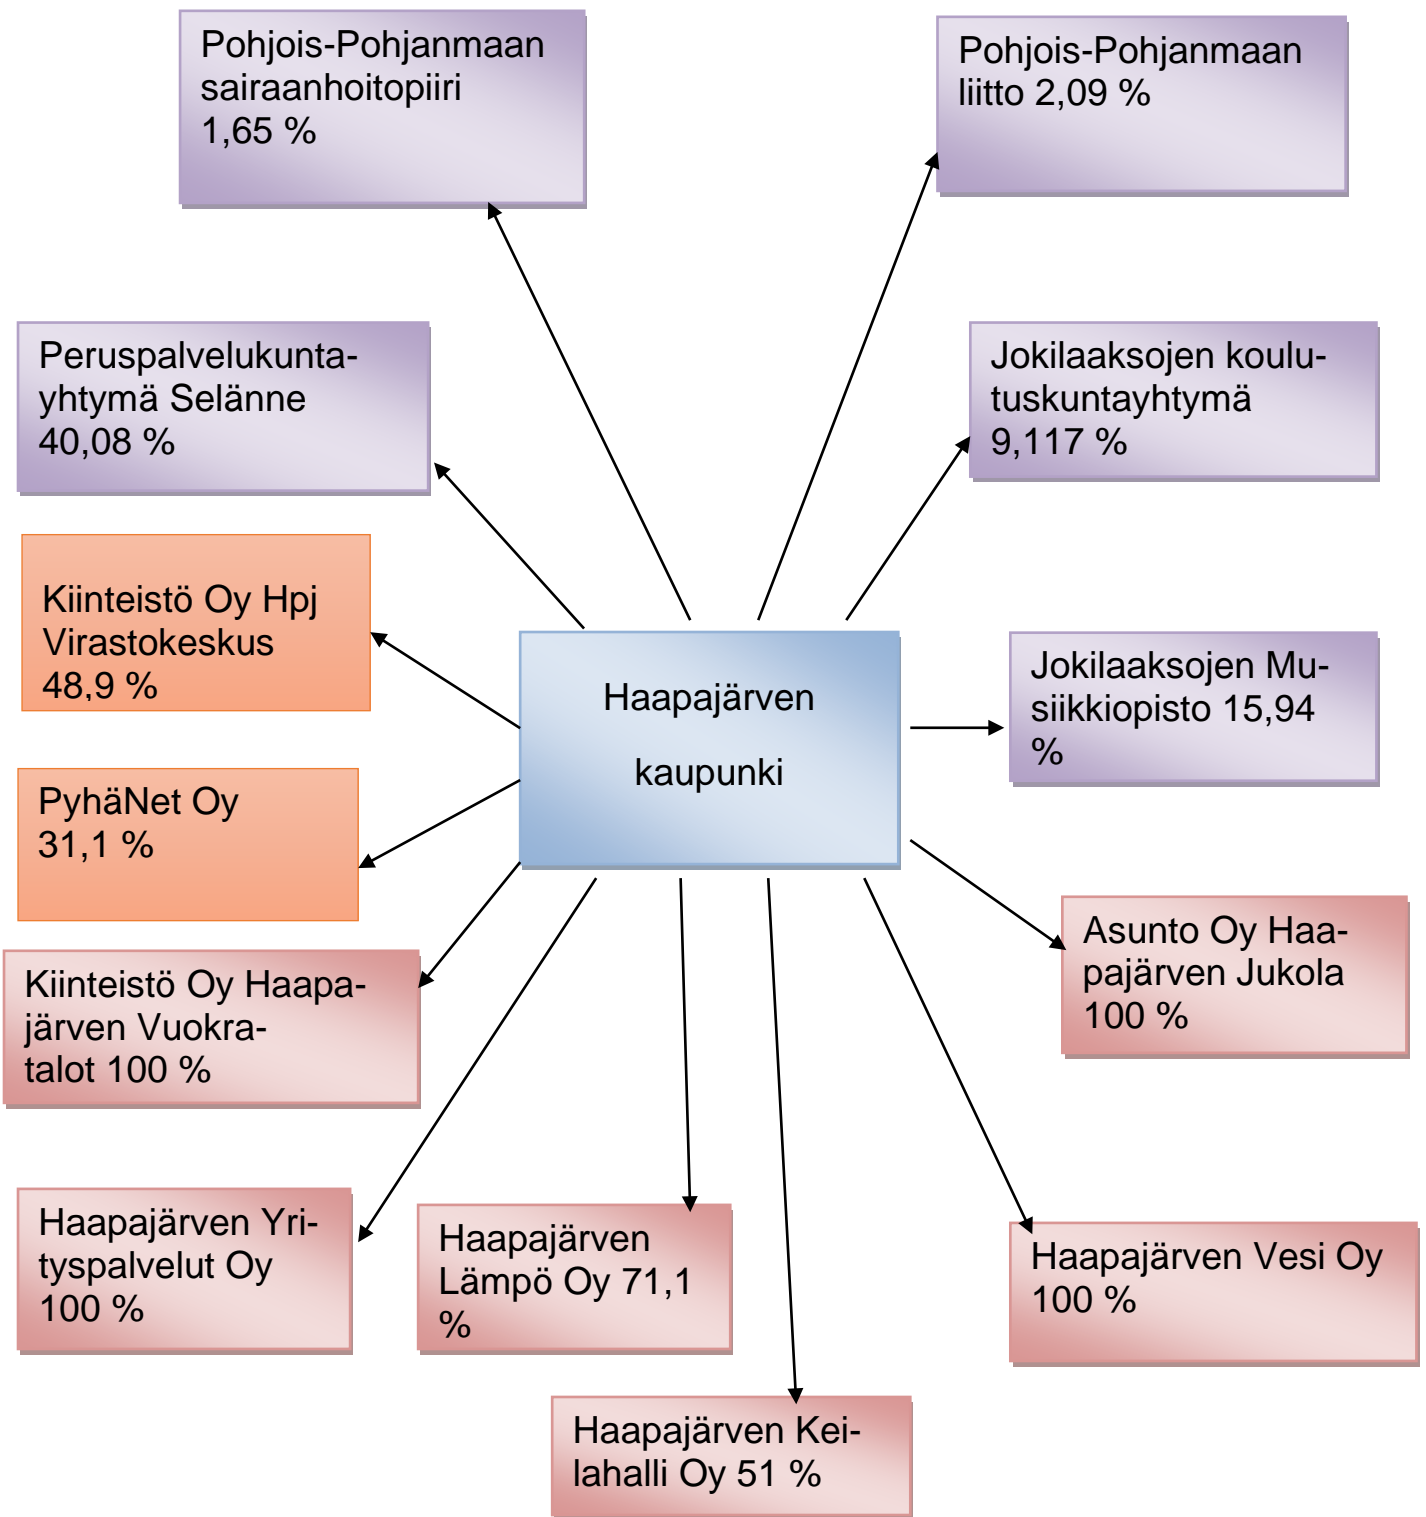 Pohjois-Pohjanmaan
sairaanhoitopiiri
1,65 %
Pohjois-Pohjanmaan
liitto 2,09 %
Peruspalvelukunta-
yhtymä Selänne
40,08 %
Jokilaaksojen koulu-
tuskuntayhtymä
9,117 %
Kiinteistö Oy Hpj
Virastokeskus
48,9 %
Haapajärven
kaupunki
Jokilaaksojen Mu-
siikkiopisto 15,94
%
PyhäNet Oy
31,1 %
Asunto Oy Haa-
pajärven Jukola
100 %
Kiinteistö Oy Haapa-
järven Vuokra-
talot 100 %
Haapajärven Yri-
tyspalvelut Oy
100 %
Haapajärven
Lämpö Oy 71,1
%
Haapajärven Vesi Oy
100 %
Haapajärven Kei-
lahalli Oy 51 %